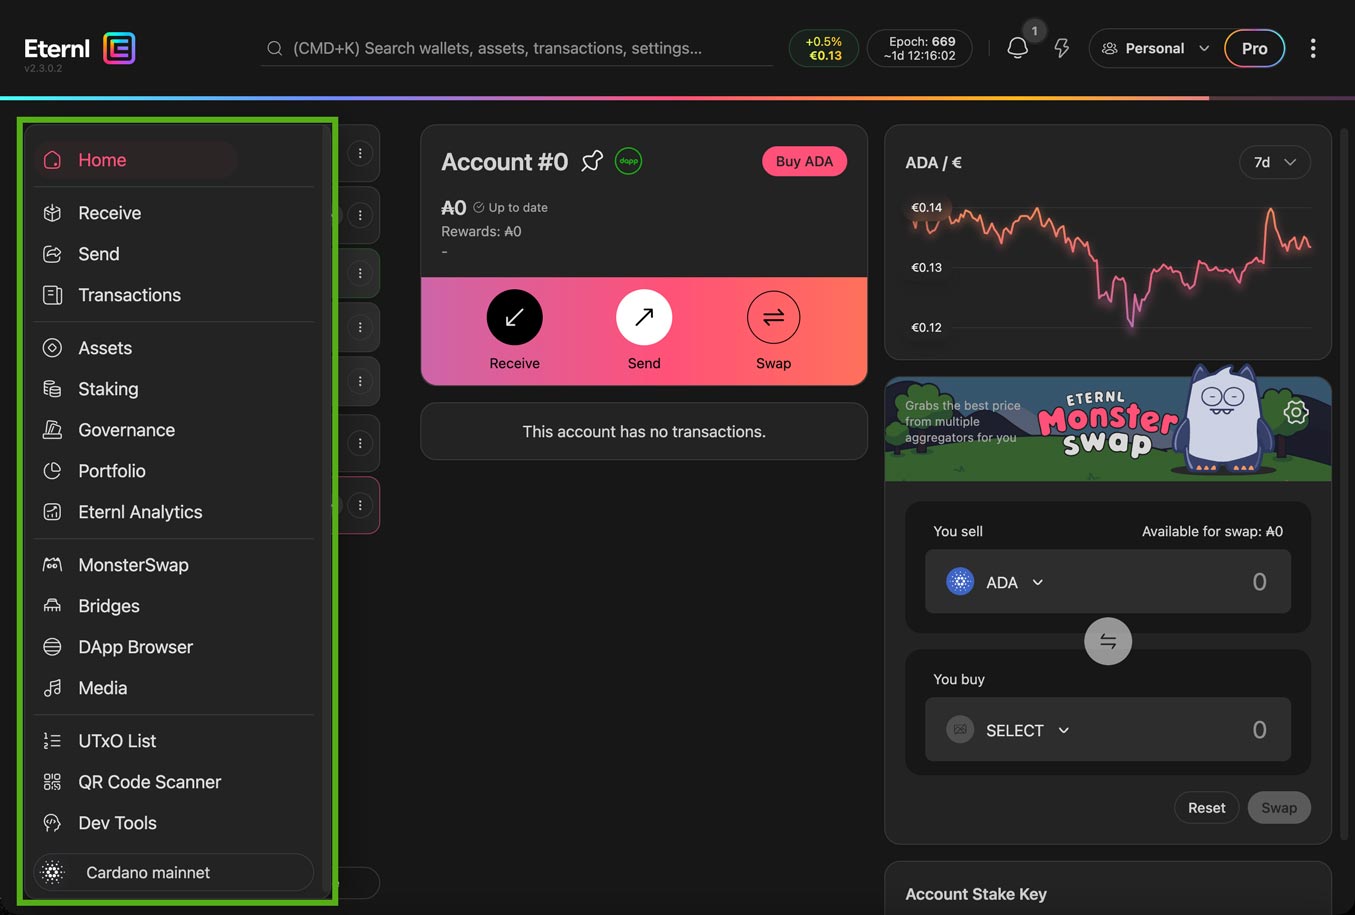 Eternl
v2.3.0.2
(CMD+K) Search wallets, assets, transactions, settings...
+0.5%
€0.13
Epoch: 669
~1d 12:16:02
1
Personal
Pro
Home
Receive
Send
Transactions
Assets
Staking
Governance
Portfolio
Eternl Analytics
MonsterSwap
Bridges
DApp Browser
Media
UTxO List
QR Code Scanner
Dev Tools
Cardano mainnet
Account #0
dapp
Buy ADA
₳0
Up to date
Rewards: ₳0
-
Receive
Send
Swap
This account has no transactions.
ADA / €
7d
€0.14
€0.13
€0.12
Grabs the best price
from multiple
aggregators for you
ETERNL
Monster
swap
You sell
Available for swap: ₳0
ADA
0
You buy
SELECT
0
Reset
Swap
Account Stake Key